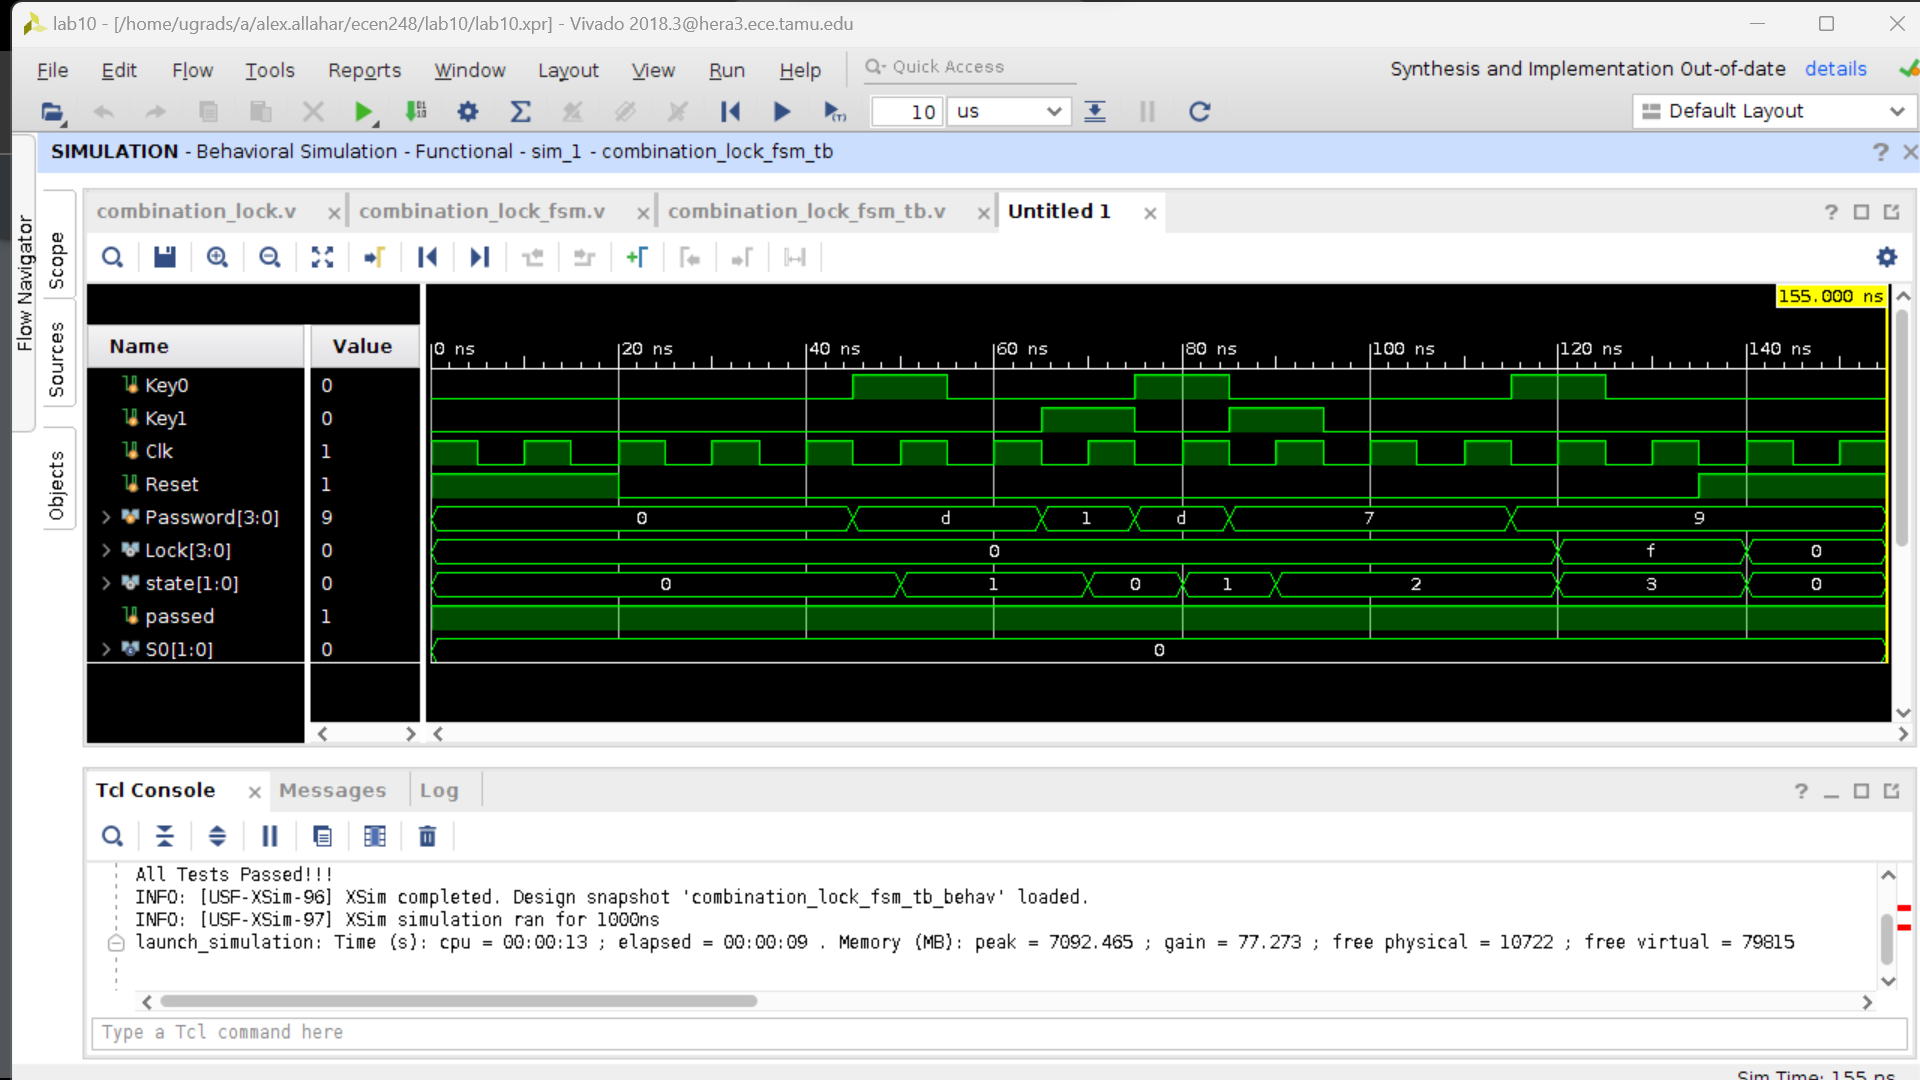 lab10 - [/home/ugrads/a/alex.allahar/ecen248/lab10/lab10.xpr] - Vivado 2018.3@hera3.ece.tamu.edu
File Edit Flow Tools Reports Window Layout View Run Help Quick Access Synthesis and Implementation Out-of-date details
10 us Default Layout
SIMULATION - Behavioral Simulation - Functional - sim_1 - combination_lock_fsm_tb
Flow Navigator
Scope
Sources
Objects
combination_lock.v combination_lock_fsm.v combination_lock_fsm_tb.v Untitled 1
155.000 ns
Name Value 0 ns 20 ns 40 ns 60 ns 80 ns 100 ns 120 ns 140 ns
Key0 0
Key1 0
Clk 1
Reset 1
Password[3:0] 9 0 d 1 d 7 9
Lock[3:0] 0 0 f 0
state[1:0] 0 0 1 0 1 2 3 0
passed 1
S0[1:0] 0 0
Tcl Console Messages Log
All Tests Passed!!!
INFO: [USF-XSim-96] XSim completed. Design snapshot 'combination_lock_fsm_tb_behav' loaded.
INFO: [USF-XSim-97] XSim simulation ran for 1000ns
launch_simulation: Time (s): cpu = 00:00:13 ; elapsed = 00:00:09 . Memory (MB): peak = 7092.465 ; gain = 77.273 ; free physical = 10722 ; free virtual = 79815
Type a Tcl command here
Sim Time: 155 ns